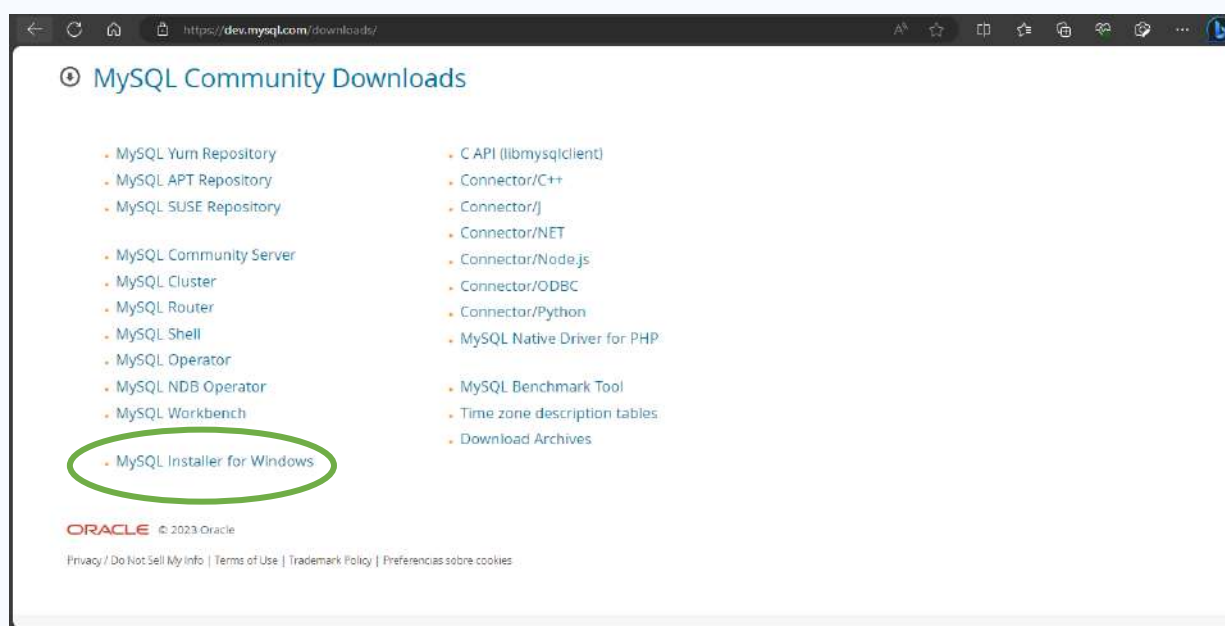 https://dev.mysql.com/downloads/
MySQL Community Downloads
MySQL Yum Repository
MySQL APT Repository
MySQL SUSE Repository
MySQL Community Server
MySQL Cluster
MySQL Router
MySQL Shell
MySQL Operator
MySQL NDB Operator
MySQL Workbench
MySQL Installer for Windows
C API (libmysqlclient)
Connector/C++
Connector/J
Connector/NET
Connector/Node.js
Connector/ODBC
Connector/Python
MySQL Native Driver for PHP
MySQL Benchmark Tool
Time zone description tables
Download Archives
ORACLE © 2023 Oracle
Privacy / Do Not Sell My Info | Terms of Use | Trademark Policy | Preferencias sobre cookies